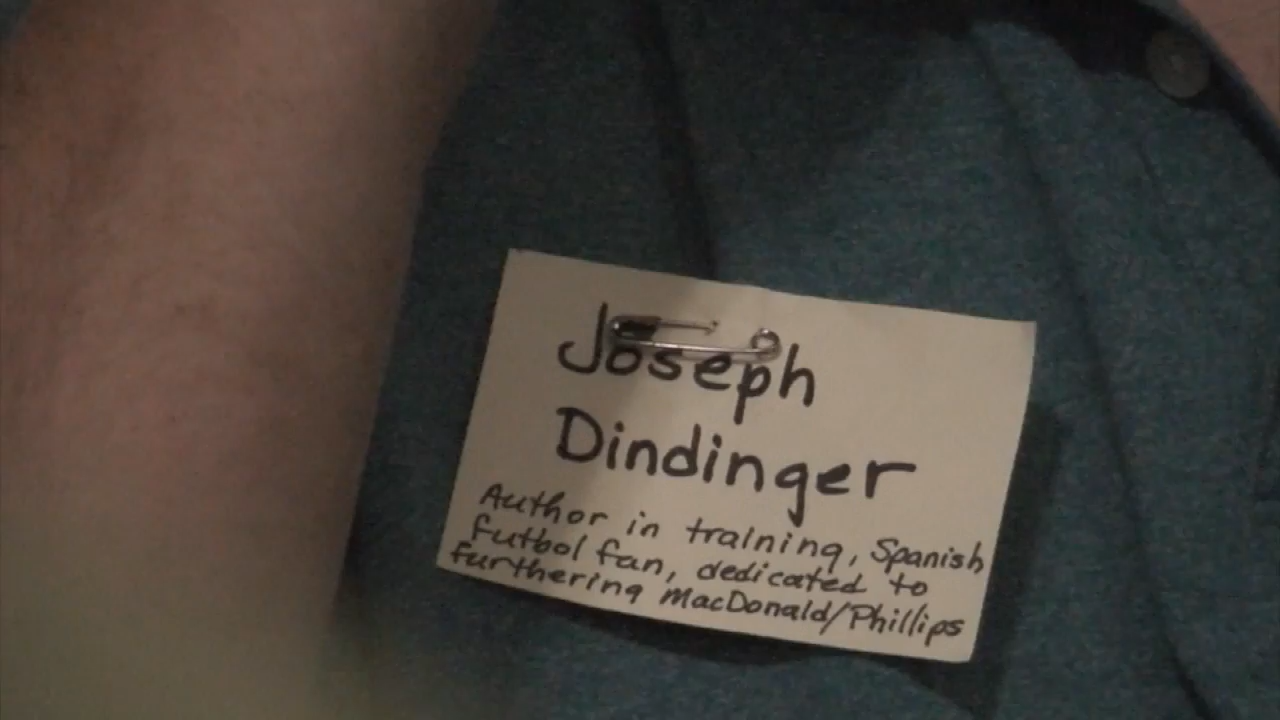 Joseph
Dindinger
Author in training, Spanish
futbol fan, dedicated to
furthering MacDonald/Phillips